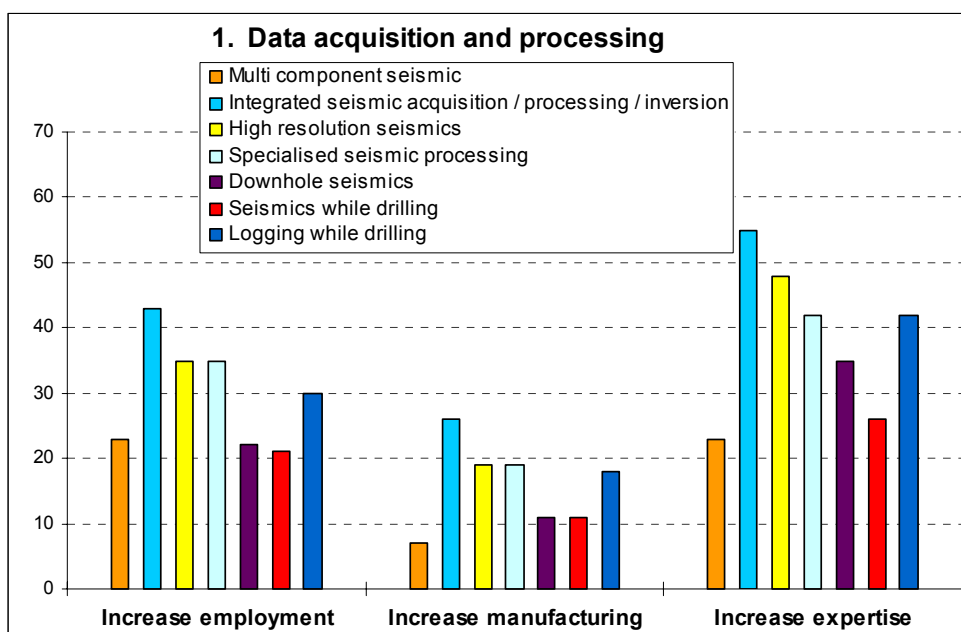 1. Data acquisition and processing
Multi component seismic
Integrated seismic acquisition / processing / inversion
High resolution seismics
Specialised seismic processing
Downhole seismics
Seismics while drilling
Logging while drilling
70
60
50
40
30
20
10
0
Increase employment Increase manufacturing Increase expertise